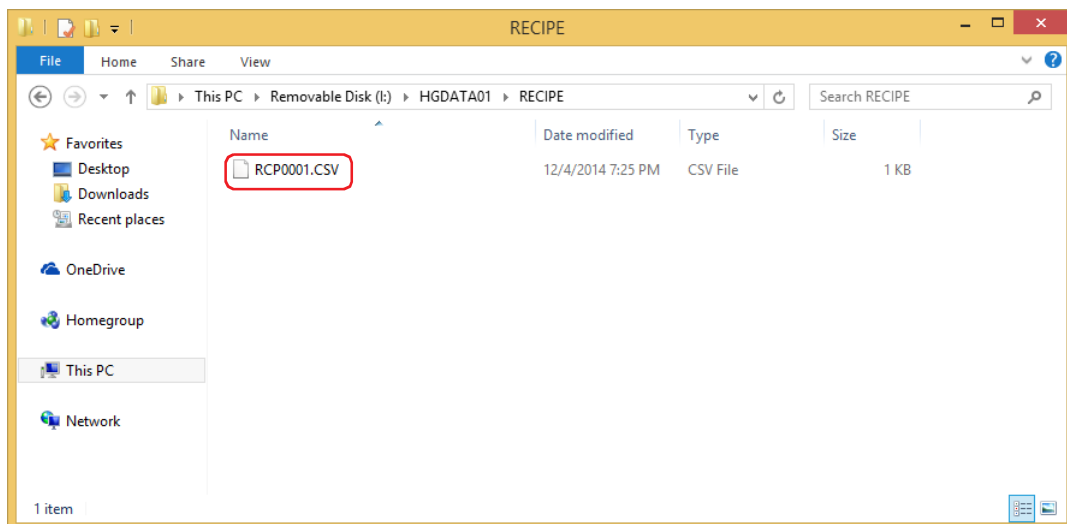 RECIPE
File Home Share View
This PC Removable Disk (I:) HGDATA01 RECIPE Search RECIPE
Name Date modified Type Size
RCP0001.CSV 12/4/2014 7:25 PM CSV File 1 KB
Favorites
Desktop
Downloads
Recent places
OneDrive
Homegroup
This PC
Network
1 item